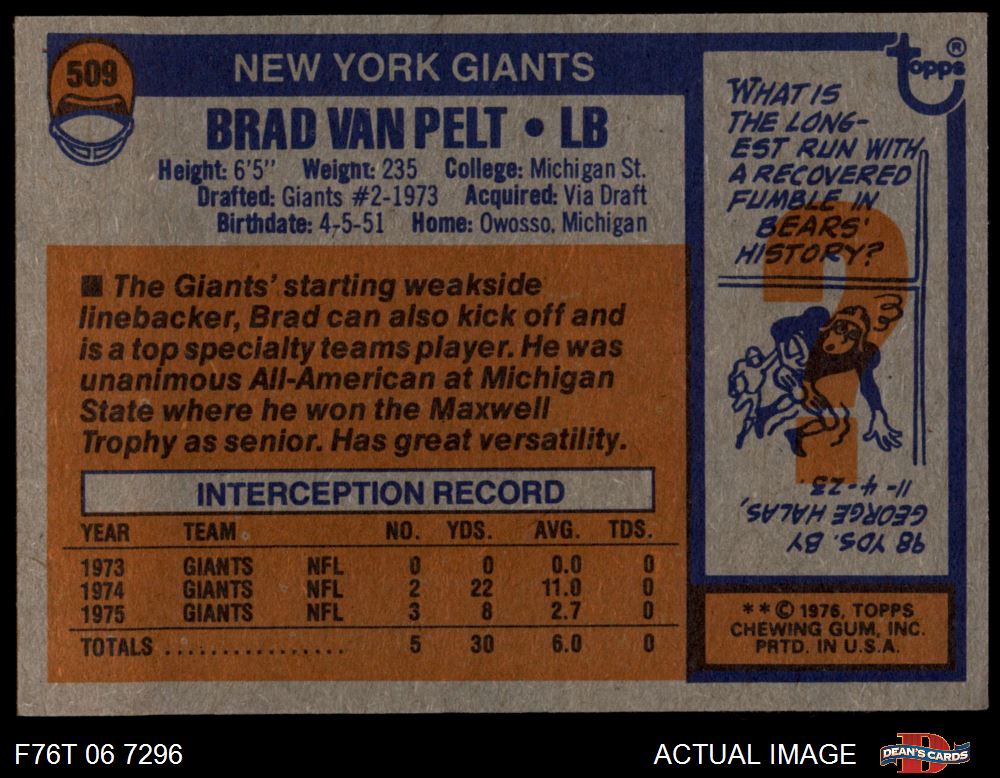 509
NEW YORK GIANTS
BRAD VAN PELT • LB
Height: 6'5" Weight: 235 College: Michigan St.
Drafted: Giants #2-1973 Acquired: Via Draft
Birthdate: 4-5-51 Home: Owosso, Michigan
■ The Giants' starting weakside
linebacker, Brad can also kick off and
is a top specialty teams player. He was
unanimous All-American at Michigan
State where he won the Maxwell
Trophy as senior. Has great versatility.
INTERCEPTION RECORD
YEAR TEAM NO. YDS. AVG. TDS.
1973 GIANTS NFL 0 0 0.0 0
1974 GIANTS NFL 2 22 11.0 0
1975 GIANTS NFL 3 8 2.7 0
TOTALS ................ 5 30 6.0 0
topps ®
WHAT IS
THE LONG-
EST RUN WITH
A RECOVERED
FUMBLE IN
BEARS'
HISTORY?
98 YDS. BY
GEORGE HALAS,
11-4-23.
* * © 1976, TOPPS
CHEWING GUM, INC.
PRTD. IN U.S.A.
F76T 06 7296
ACTUAL IMAGE
DEAN'S CARDS